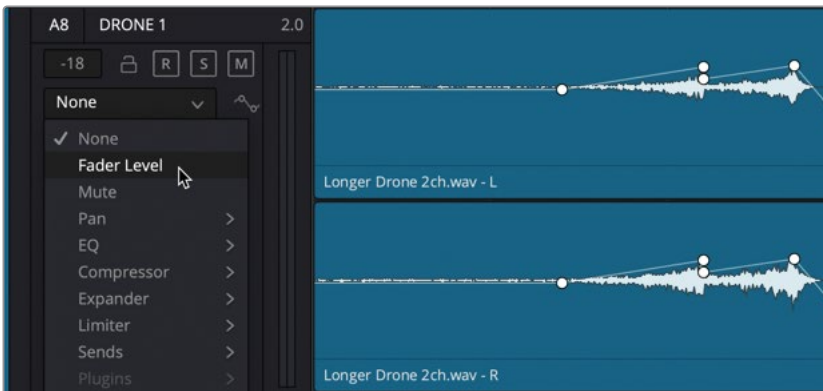 A8 DRONE 1 2.0
-18 R S M
None
None
Fader Level
Mute
Pan
EQ
Compressor
Expander
Limiter
Sends
Plugins
Longer Drone 2ch.wav - L
Longer Drone 2ch.wav - R